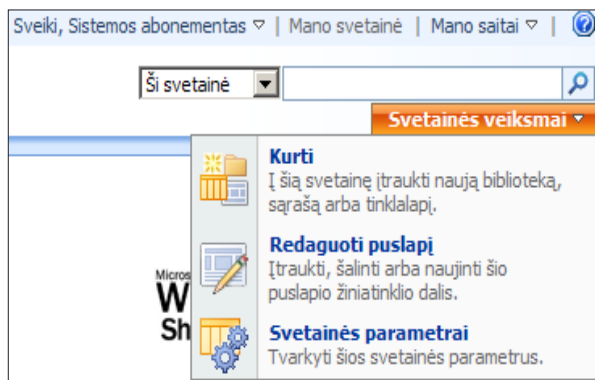 Sveiki, Sistemos abonementas | Mano svetainė | Mano saitai |
Ši svetainė
Svetainės veiksmai
Kurti
Į šią svetainę įtraukti naują biblioteką,
sąrašą arba tinklalapį.
Redaguoti puslapį
Įtraukti, šalinti arba naujinti šio
puslapio žiniatinklio dalis.
Micros
W
Sh
Svetainės parametrai
Tvarkyti šios svetainės parametrus.